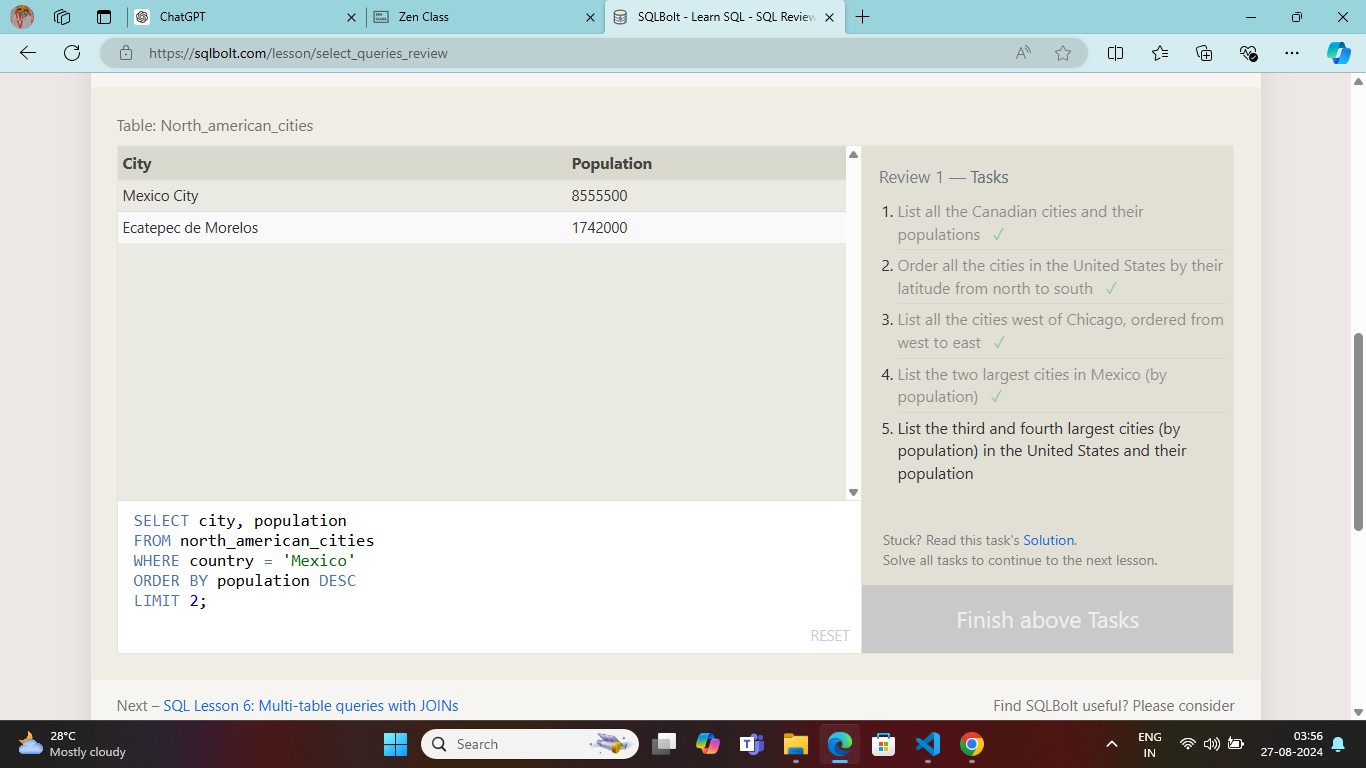 ChatGPT
Zen Class
SQLBolt - Learn SQL - SQL Review
https://sqlbolt.com/lesson/select_queries_review
Table: North_american_cities
City Population
Mexico City 8555500
Ecatepec de Morelos 1742000
SELECT city, population
FROM north_american_cities
WHERE country = 'Mexico'
ORDER BY population DESC
LIMIT 2;
RESET
Review 1 — Tasks
1. List all the Canadian cities and their
populations ✓
2. Order all the cities in the United States by their
latitude from north to south ✓
3. List all the cities west of Chicago, ordered from
west to east ✓
4. List the two largest cities in Mexico (by
population) ✓
5. List the third and fourth largest cities (by
population) in the United States and their
population
Stuck? Read this task's Solution.
Solve all tasks to continue to the next lesson.
Finish above Tasks
Next – SQL Lesson 6: Multi-table queries with JOINs
Find SQLBolt useful? Please consider
28°C
Mostly cloudy
Search
ENG
IN
03:56
27-08-2024